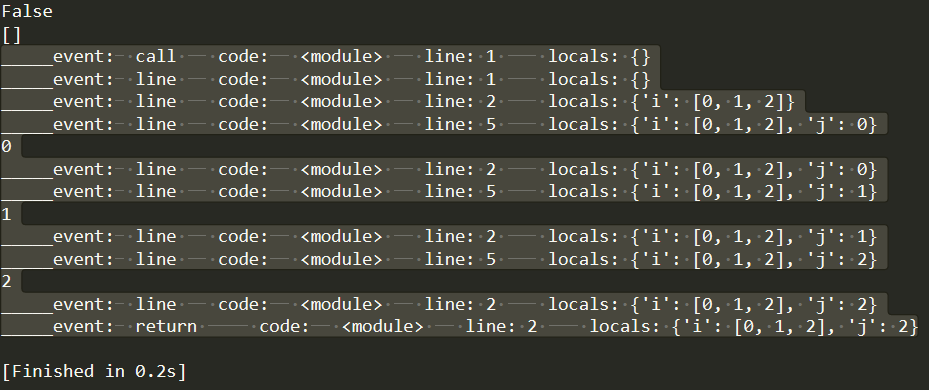 False
[]
_____event: call code: <module> line: 1 locals: {}
_____event: line code: <module> line: 1 locals: {}
_____event: line code: <module> line: 2 locals: {'i': [0, 1, 2]}
_____event: line code: <module> line: 5 locals: {'i': [0, 1, 2], 'j': 0}
0
_____event: line code: <module> line: 2 locals: {'i': [0, 1, 2], 'j': 0}
_____event: line code: <module> line: 5 locals: {'i': [0, 1, 2], 'j': 1}
1
_____event: line code: <module> line: 2 locals: {'i': [0, 1, 2], 'j': 1}
_____event: line code: <module> line: 5 locals: {'i': [0, 1, 2], 'j': 2}
2
_____event: line code: <module> line: 2 locals: {'i': [0, 1, 2], 'j': 2}
_____event: return code: <module> line: 2 locals: {'i': [0, 1, 2], 'j': 2}
[Finished in 0.2s]